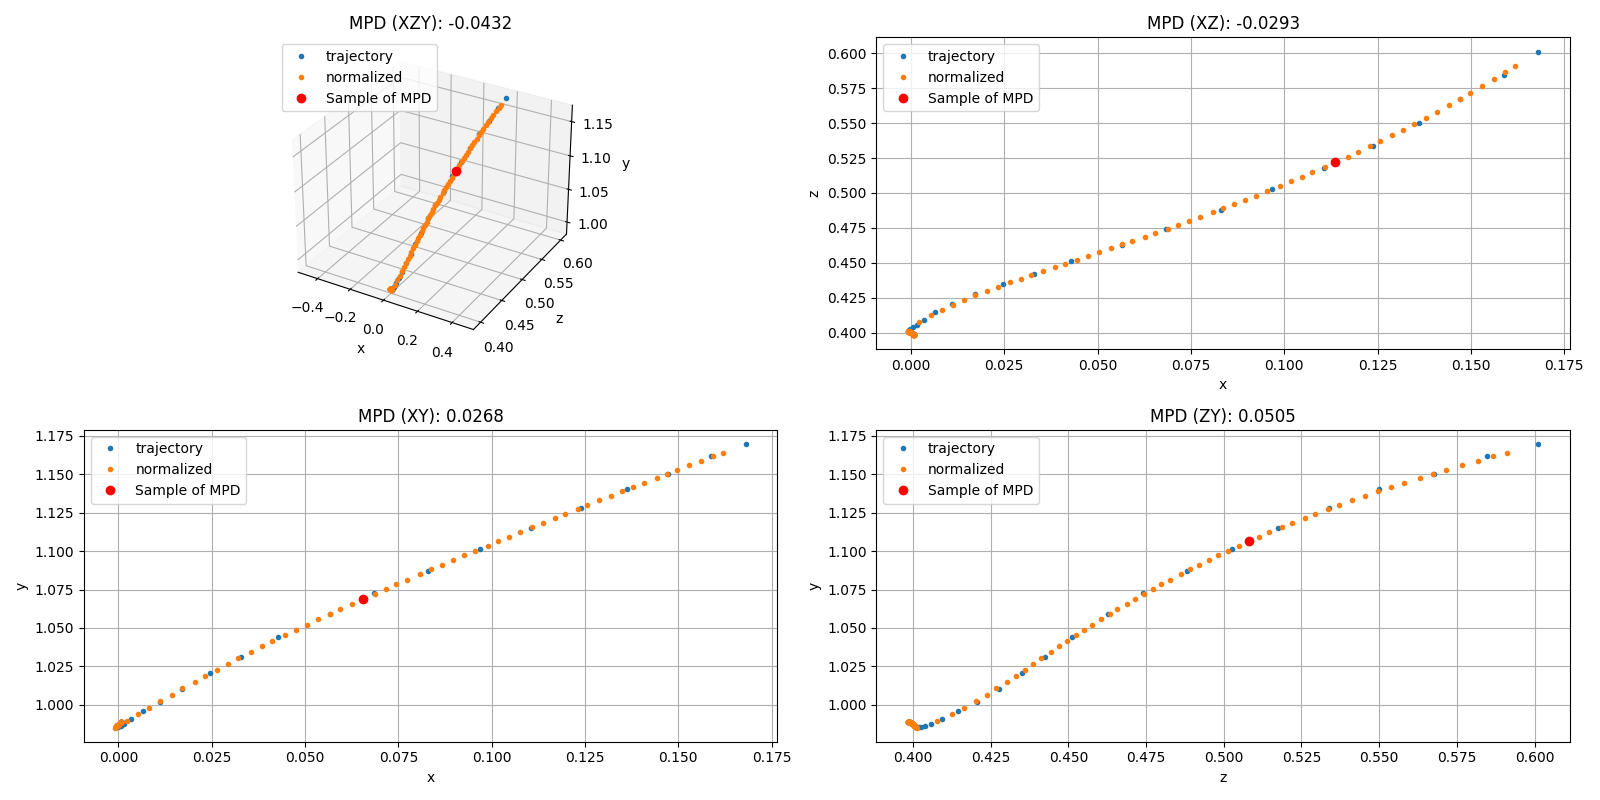 MPD (XZY): -0.0432
trajectory
normalized
Sample of MPD
1.15
1.10
1.05
1.00
y
0.60
0.55
0.50
0.45
0.40
z
−0.4
−0.2
0.0
0.2
0.4
x
MPD (XZ): -0.0293
trajectory
normalized
Sample of MPD
0.600
0.575
0.550
0.525
0.500
0.475
0.450
0.425
0.400
z
0.000 0.025 0.050 0.075 0.100 0.125 0.150 0.175
x
MPD (XY): 0.0268
trajectory
normalized
Sample of MPD
1.175
1.150
1.125
1.100
1.075
1.050
1.025
1.000
y
0.000 0.025 0.050 0.075 0.100 0.125 0.150 0.175
x
MPD (ZY): 0.0505
trajectory
normalized
Sample of MPD
1.175
1.150
1.125
1.100
1.075
1.050
1.025
1.000
y
0.400 0.425 0.450 0.475 0.500 0.525 0.550 0.575 0.600
z